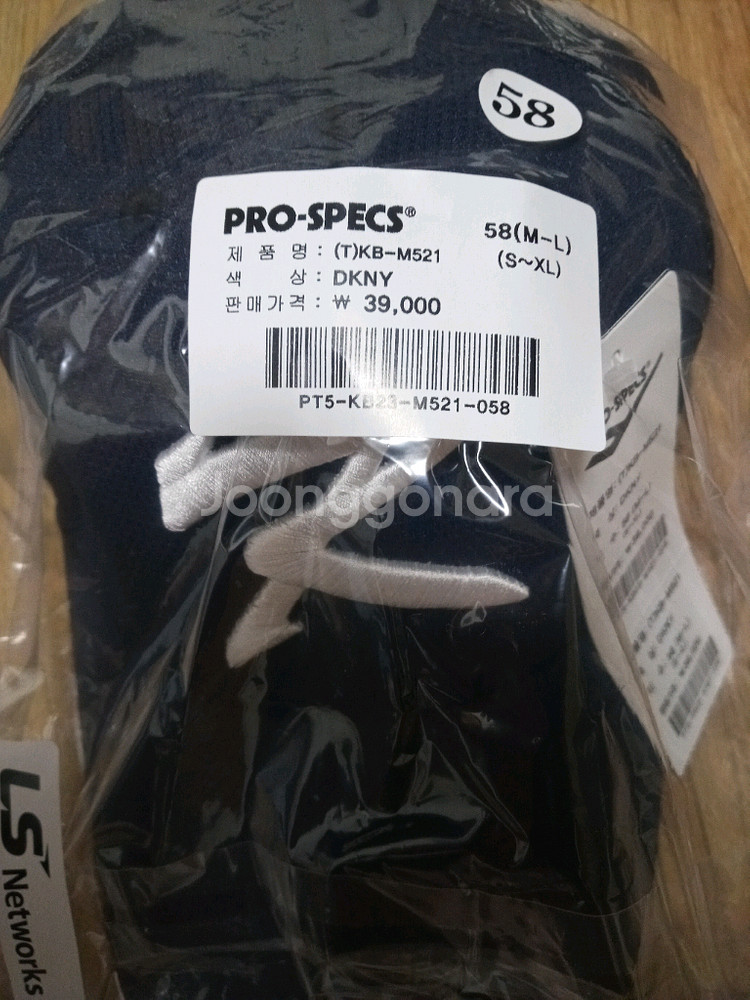 58
PRO-SPECS®
58(M-L)
(S~XL)
제 품 명 : (T)KB-M521
색 상 : DKNY
판매가격 : ₩ 39,000
PT5-KB23-M521-058
Joonggonara
LS
Networks